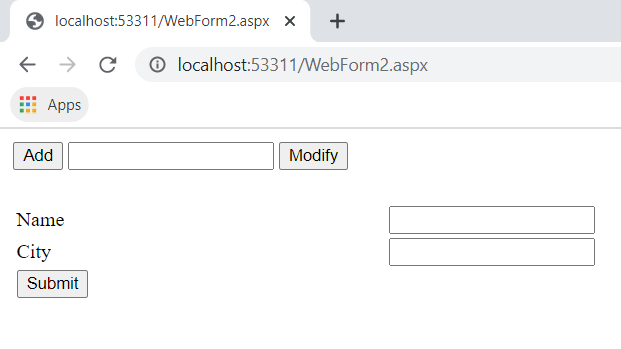 localhost:53311/WebForm2.aspx
localhost:53311/WebForm2.aspx
Apps
Add Modify
Name
City
Submit